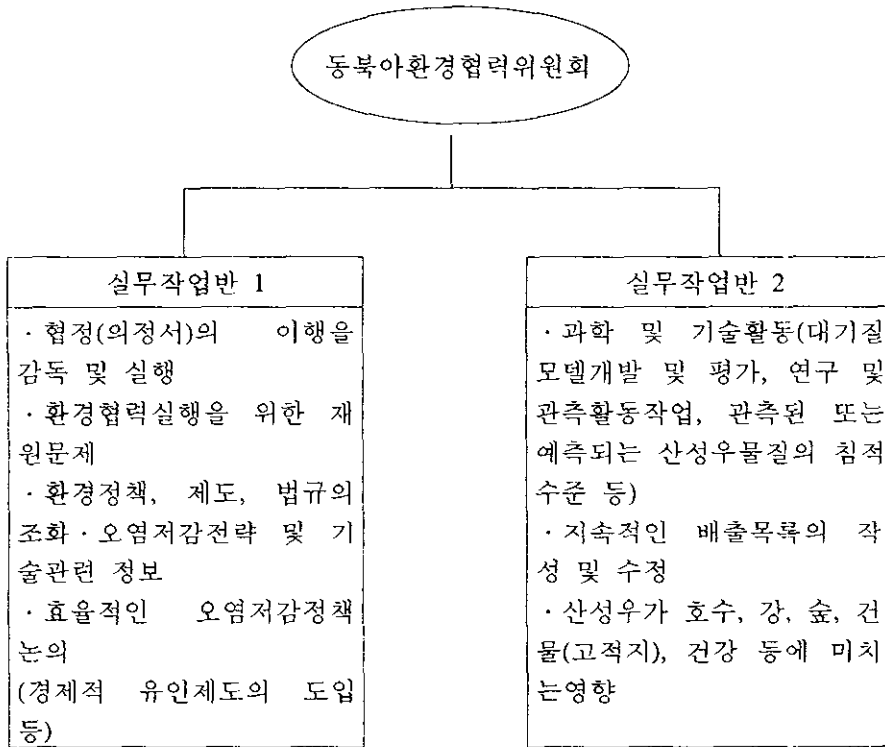 동북아환경협력위원회
실무작업반 1
· 협정(의정서)의 이행을
감독 및 실행
· 환경협력실행을 위한 재
원문제
· 환경정책, 제도, 법규의
조화 · 오염저감전략 및 기
술관련 정보
· 효율적인 오염저감정책
논의
(경제적 유인제도의 도입
등)
실무작업반 2
· 과학 및 기술활동(대기질
모델개발 및 평가, 연구 및
관측활동작업, 관측된 또는
예측되는 산성우물질의 침적
수준 등)
· 지속적인 배출목록의 작
성 및 수정
· 산성우가 호수, 강, 숲, 건
물(고적지), 건강 등에 미치
는영향